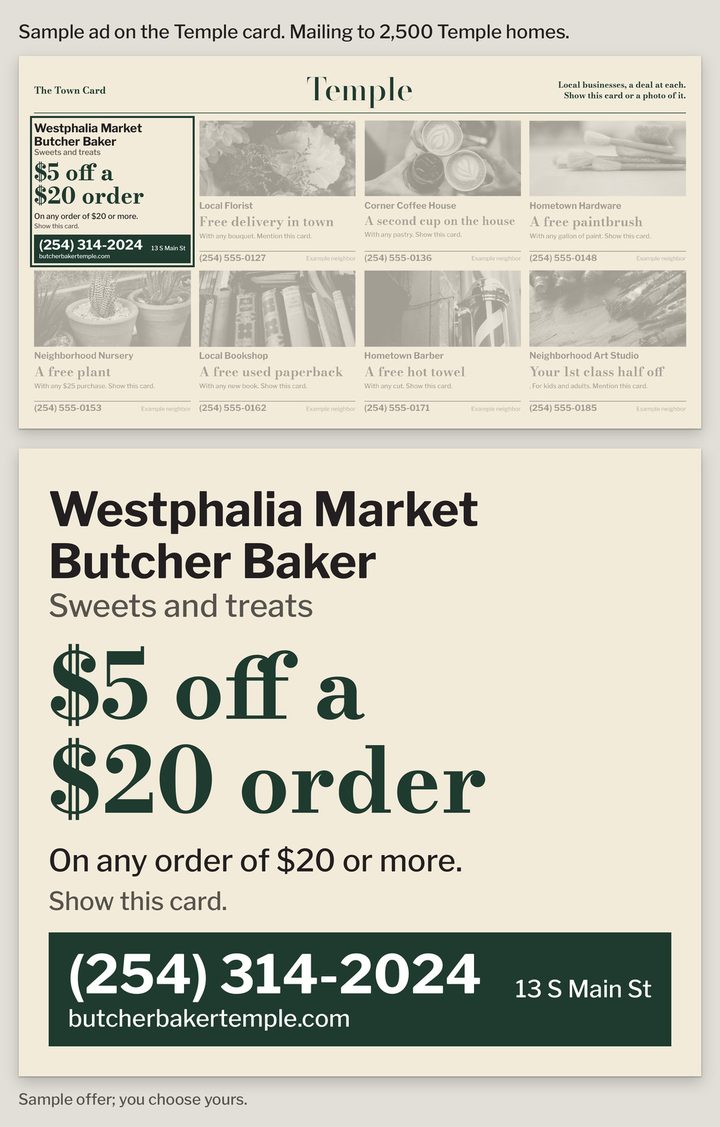 Sample ad on the Temple card. Mailing to 2,500 Temple homes.
The Town Card
Temple
Local businesses, a deal at each.
Show this card or a photo of it.
Westphalia Market
Butcher Baker
Sweets and treats
$5 off a
$20 order
On any order of $20 or more.
Show this card.
(254) 314-2024 13 S Main St
butcherbakertemple.com
Local Florist
Free delivery in town
With any bouquet. Mention this card.
(254) 555-0127 Example neighbor
Corner Coffee House
A second cup on the house
With any pastry. Show this card.
(254) 555-0136 Example neighbor
Hometown Hardware
A free paintbrush
With any gallon of paint. Show this card.
(254) 555-0148 Example neighbor
Neighborhood Nursery
A free plant
With any $25 purchase. Show this card.
(254) 555-0153 Example neighbor
Local Bookshop
A free used paperback
With any new book. Show this card.
(254) 555-0162 Example neighbor
Hometown Barber
A free hot towel
With any cut. Show this card.
(254) 555-0171 Example neighbor
Neighborhood Art Studio
Your 1st class half off
For kids and adults. Mention this card.
(254) 555-0185 Example neighbor
Westphalia Market
Butcher Baker
Sweets and treats
$5 off a
$20 order
On any order of $20 or more.
Show this card.
(254) 314-2024 13 S Main St
butcherbakertemple.com
Sample offer; you choose yours.